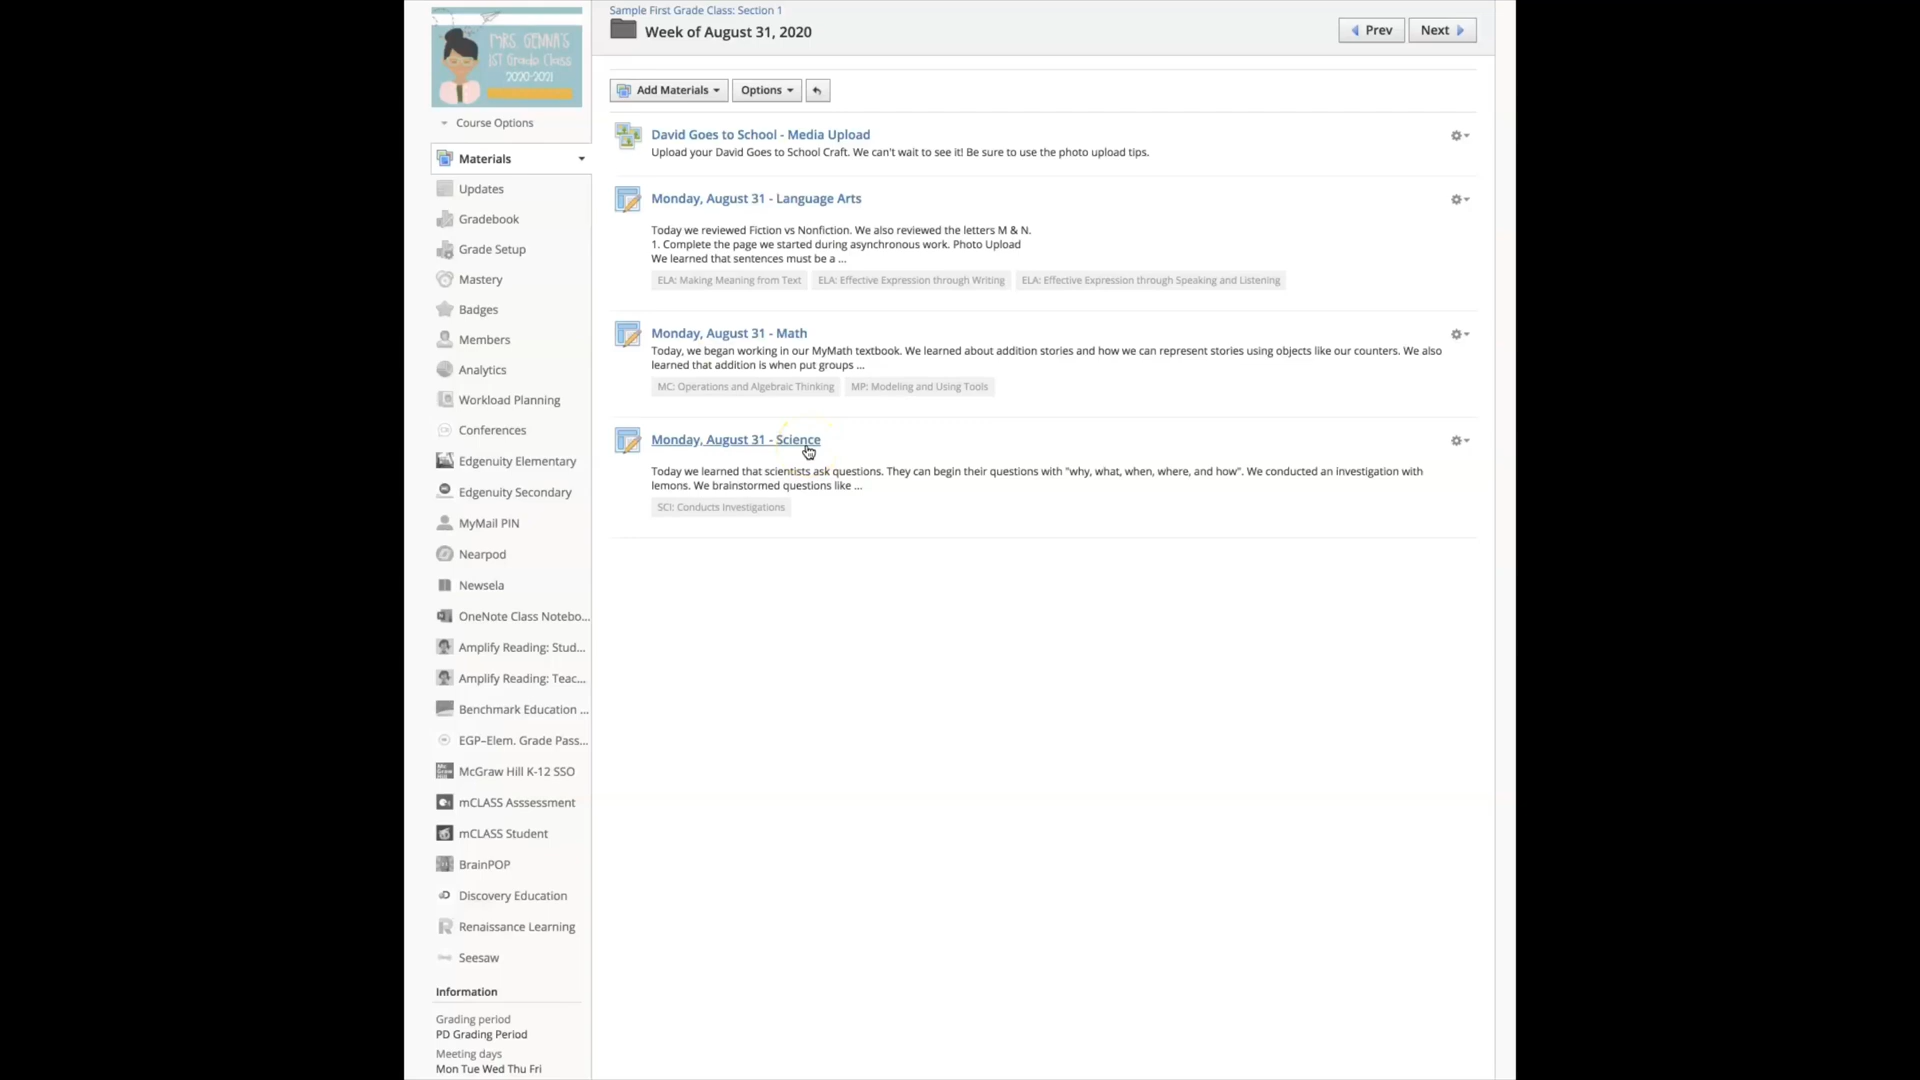 MRS. GENNA'S
1ST Grade Class
2020-2021
Course Options
Materials
Updates
Gradebook
Grade Setup
Mastery
Badges
Members
Analytics
Workload Planning
Conferences
Edgenuity Elementary
Edgenuity Secondary
MyMail PIN
Nearpod
Newsela
OneNote Class Notebo...
Amplify Reading: Stud...
Amplify Reading: Teac...
Benchmark Education ...
EGP–Elem. Grade Pass...
McGraw Hill K-12 SSO
mCLASS Asssessment
mCLASS Student
BrainPOP
Discovery Education
Renaissance Learning
Seesaw
Information
Grading period
PD Grading Period
Meeting days
Mon Tue Wed Thu Fri
Sample First Grade Class: Section 1
Week of August 31, 2020
Prev
Next
Add Materials
Options
David Goes to School - Media Upload
Upload your David Goes to School Craft. We can't wait to see it! Be sure to use the photo upload tips.
Monday, August 31 - Language Arts
Today we reviewed Fiction vs Nonfiction. We also reviewed the letters M & N.
1. Complete the page we started during asynchronous work. Photo Upload
We learned that sentences must be a ...
ELA: Making Meaning from Text ELA: Effective Expression through Writing ELA: Effective Expression through Speaking and Listening
Monday, August 31 - Math
Today, we began working in our MyMath textbook. We learned about addition stories and how we can represent stories using objects like our counters. We also
learned that addition is when put groups ...
MC: Operations and Algebraic Thinking MP: Modeling and Using Tools
Monday, August 31 - Science
Today we learned that scientists ask questions. They can begin their questions with "why, what, when, where, and how". We conducted an investigation with
lemons. We brainstormed questions like ...
SCI: Conducts Investigations